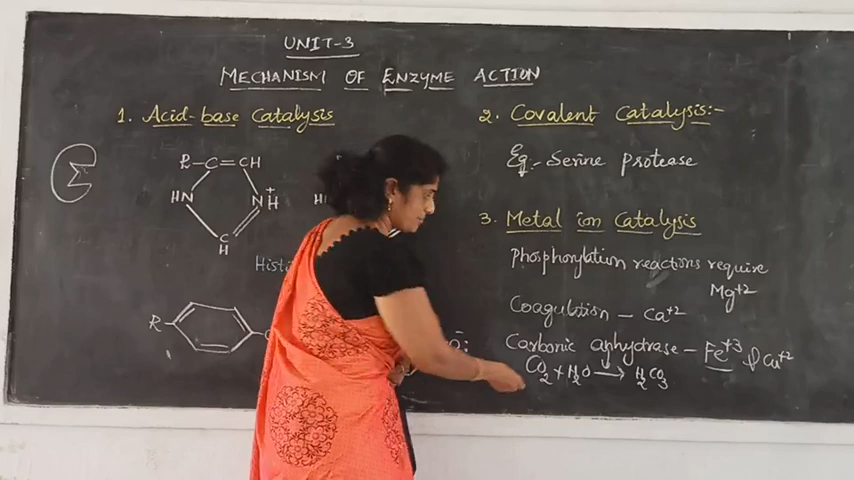 UNIT-3
MECHANISM OF ENZYME ACTION
1. Acid-base Catalysis
R-C=CH
HN
N+H
C
H
H
R
2. Covalent Catalysis:-
Eg.- Serine protease
3. Metal ion Catalysis
Phosphorylation reactions require
Mg+2
Coagulation - Ca+2
Carbonic anhydrase - Fe+3 & Cu+2
CO2 + H2O → H2CO3